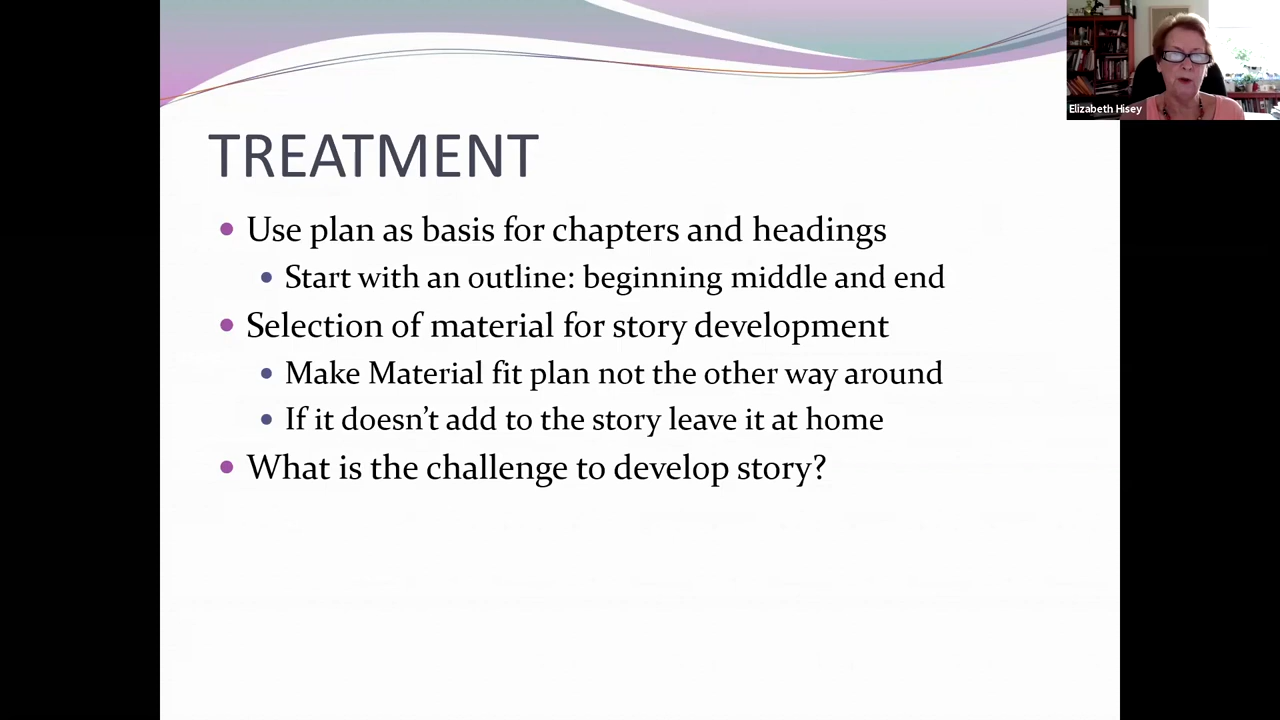 Elizabeth Hisey
TREATMENT
• Use plan as basis for chapters and headings
• Start with an outline: beginning middle and end
• Selection of material for story development
• Make Material fit plan not the other way around
• If it doesn’t add to the story leave it at home
• What is the challenge to develop story?